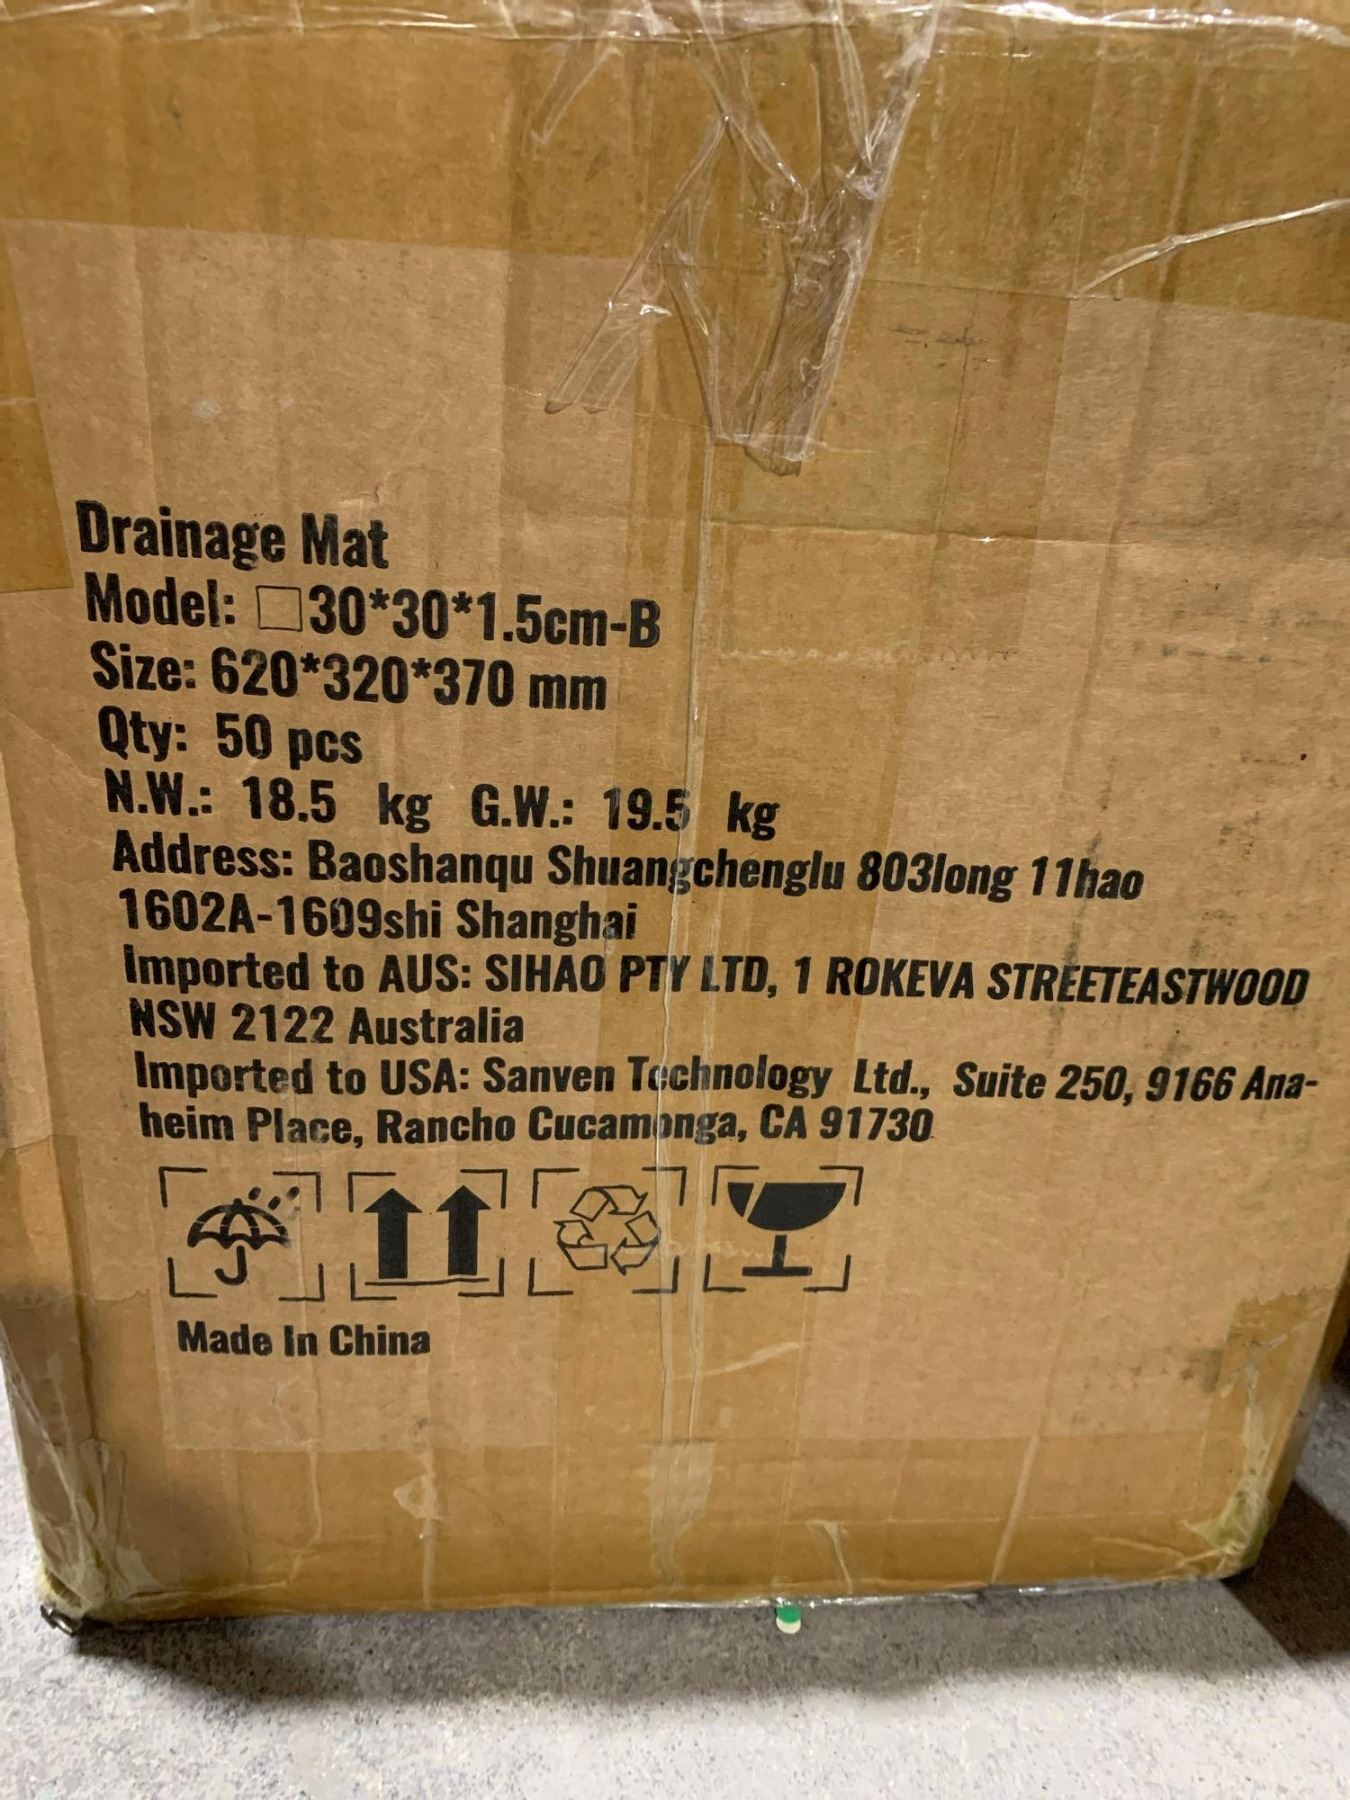 Drainage Mat
Model: □30*30*1.5cm-B
Size: 620*320*370 mm
Qty: 50 pcs
N.W.: 18.5 kg G.W.: 19.5 kg
Address: Baoshanqu Shuangchenglu 803long 11hao
1602A-1609shi Shanghai
Imported to AUS: SIHAO PTY LTD, 1 ROKEVA STREETEASTWOOD
NSW 2122 Australia
Imported to USA: Sanven Technology Ltd., Suite 250, 9166 Ana-
heim Place, Rancho Cucamonga, CA 91730
Made In China